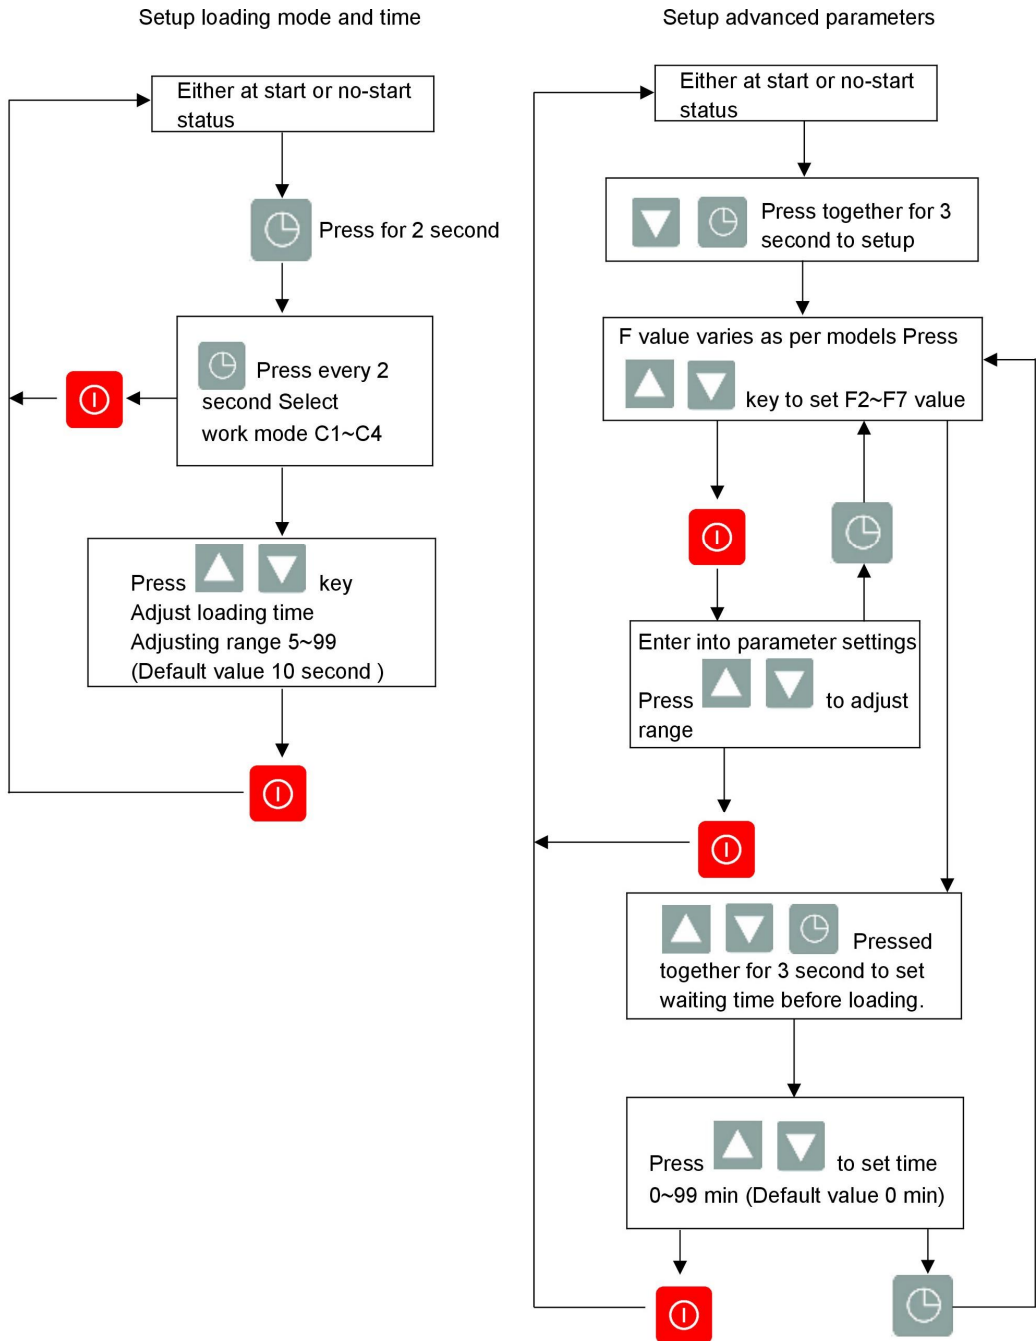 Setup loading mode and time
Either at start or no-start
status
Press for 2 second
Press every 2
second Select
work mode C1~C4
Press key
Adjust loading time
Adjusting range 5~99
(Default value 10 second )
Setup advanced parameters
Either at start or no-start
status
Press together for 3
second to setup
F value varies as per models Press
key to set F2~F7 value
Enter into parameter settings
Press to adjust
range
Pressed
together for 3 second to set
waiting time before loading.
Press to set time
0~99 min (Default value 0 min)